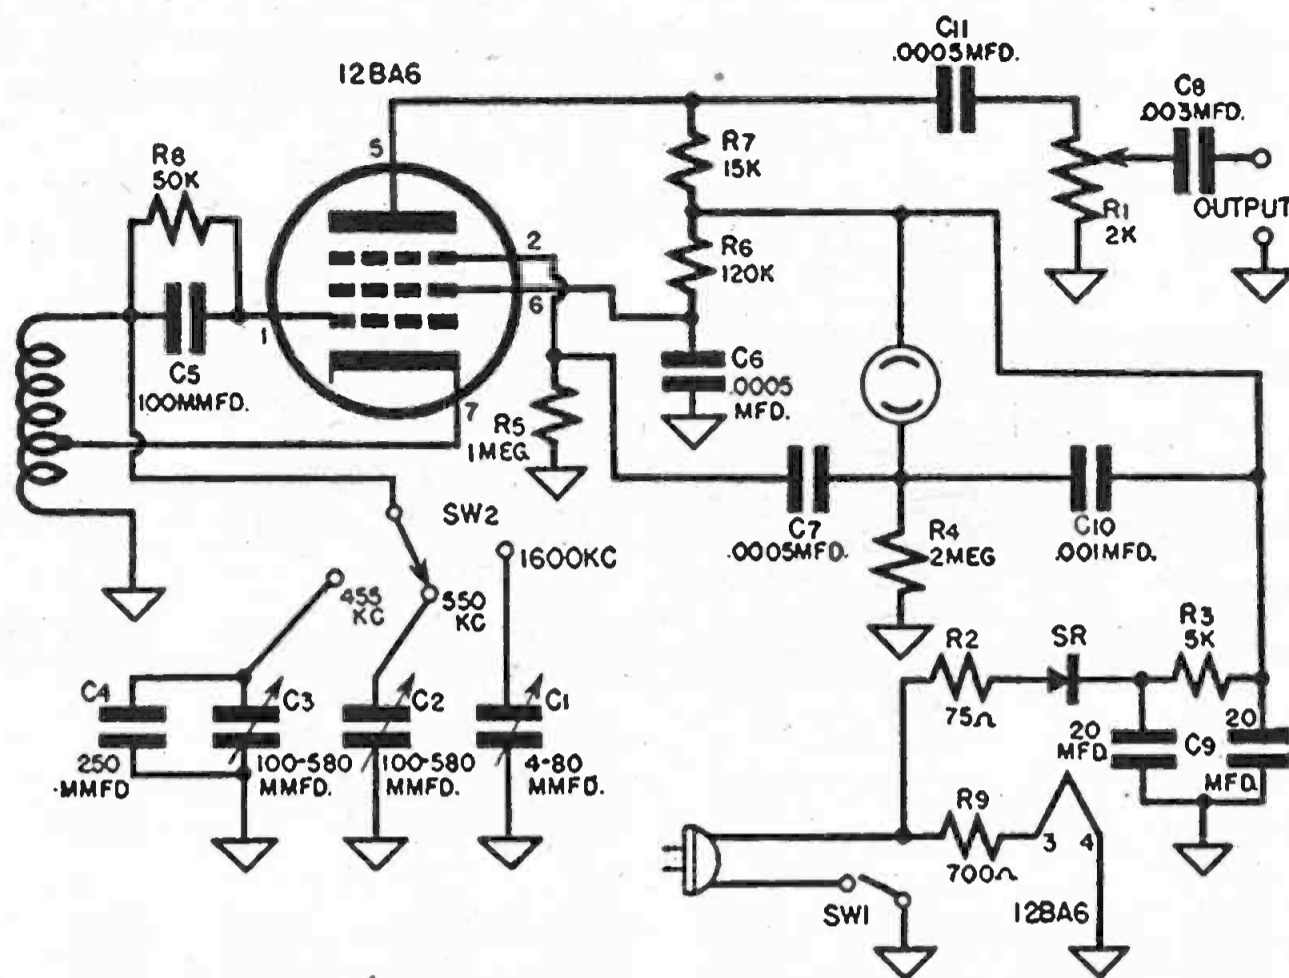 12BA6
C11
.0005MFD.
C8
.003MFD.
R8
50K
5
R7
15K
R1
2K
OUTPUT
2
R6
120K
6
1
C5
100MMFD.
7
C6
.0005
MFD.
R5
1MEG.
SW2
C7
.0005MFD.
C10
.001MFD.
R4
2MEG
1600KC
455
KC
550
KC
R2
75Ω
SR
R3
5K
C4
250
MMFD
C3
100-580
MMFD.
C2
100-580
MMFD.
C1
4-80
MMFD.
20
MFD
C9
20
MFD.
R9
700Ω
3
4
SW1
12BA6